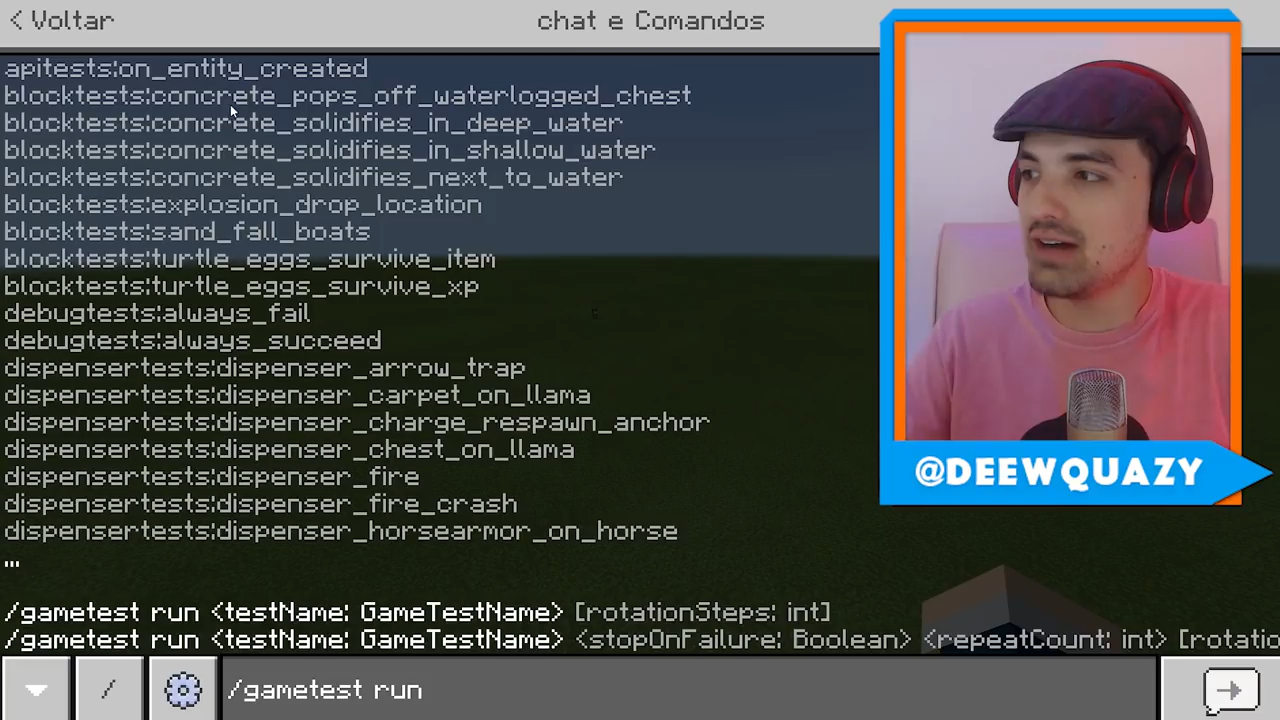 Voltar
chat e Comandos
apitests:on_entity_created
blocktests:concrete_pops_off_waterlogged_chest
blocktests:concrete_solidifies_in_deep_water
blocktests:concrete_solidifies_in_shallow_water
blocktests:concrete_solidifies_next_to_water
blocktests:explosion_drop_location
blocktests:sand_fall_boats
blocktests:turtle_eggs_survive_item
blocktests:turtle_eggs_survive_xp
debugtests:always_fail
debugtests:always_succeed
dispensertests:dispenser_arrow_trap
dispensertests:dispenser_carpet_on_llama
dispensertests:dispenser_charge_respawn_anchor
dispensertests:dispenser_chest_on_llama
dispensertests:dispenser_fire
dispensertests:dispenser_fire_crash
dispensertests:dispenser_horsearmor_on_horse
...
/gametest run <testName: GameTestName> [rotationSteps: int]
/gametest run <testName: GameTestName> <stopOnFailure: Boolean> <repeatCount: int> [rotatio
/
/gametest run
@DEEWQUAZY